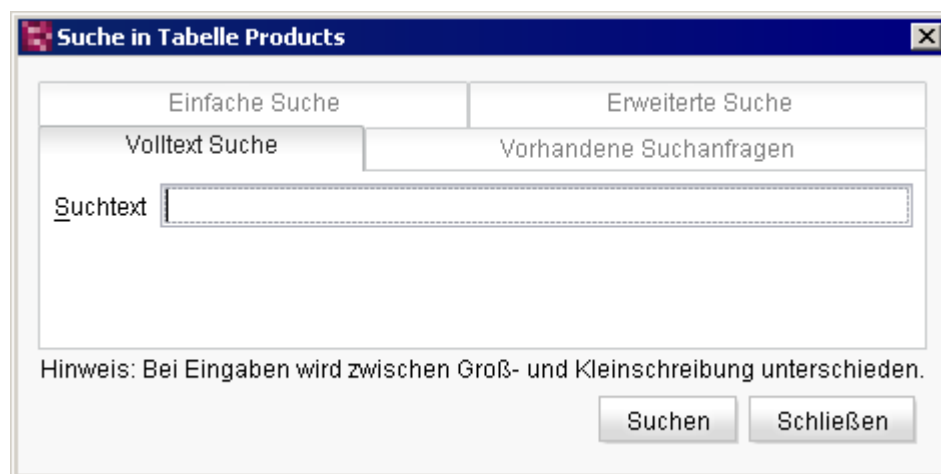 Suche in Tabelle Products
Einfache Suche
Erweiterte Suche
Volltext Suche
Vorhandene Suchanfragen
Suchtext
Hinweis: Bei Eingaben wird zwischen Groß- und Kleinschreibung unterschieden.
Suchen
Schließen